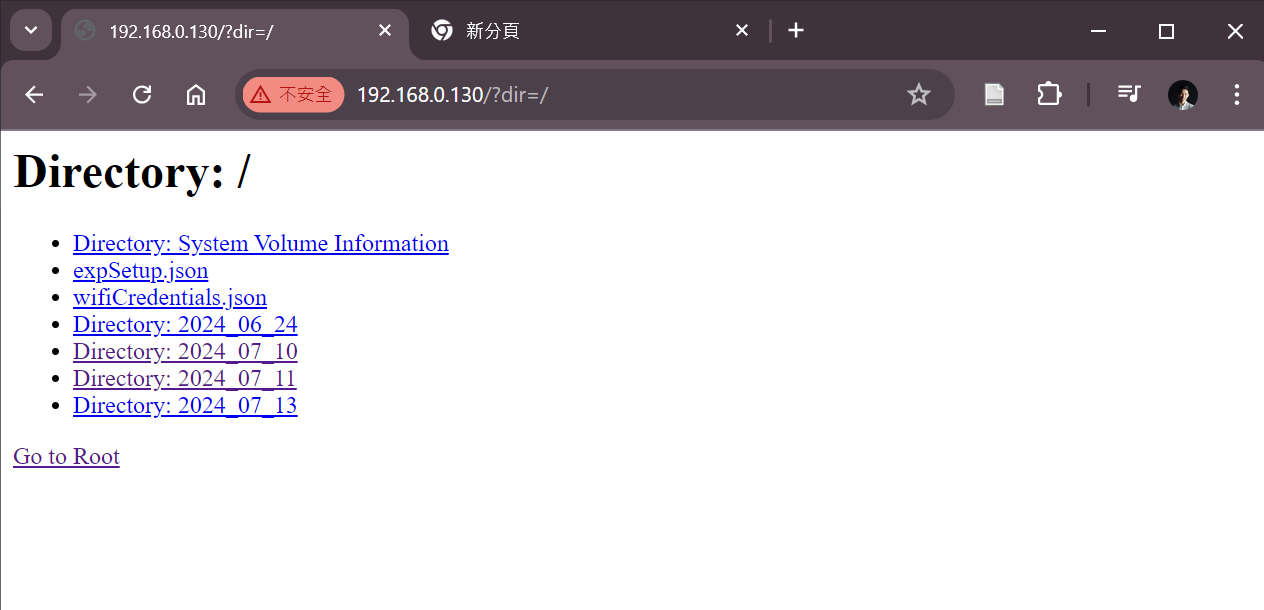 192.168.0.130/?dir=/
新分頁
不安全
192.168.0.130/?dir=/
Directory: /
Directory: System Volume Information
expSetup.json
wifiCredentials.json
Directory: 2024_06_24
Directory: 2024_07_10
Directory: 2024_07_11
Directory: 2024_07_13
Go to Root